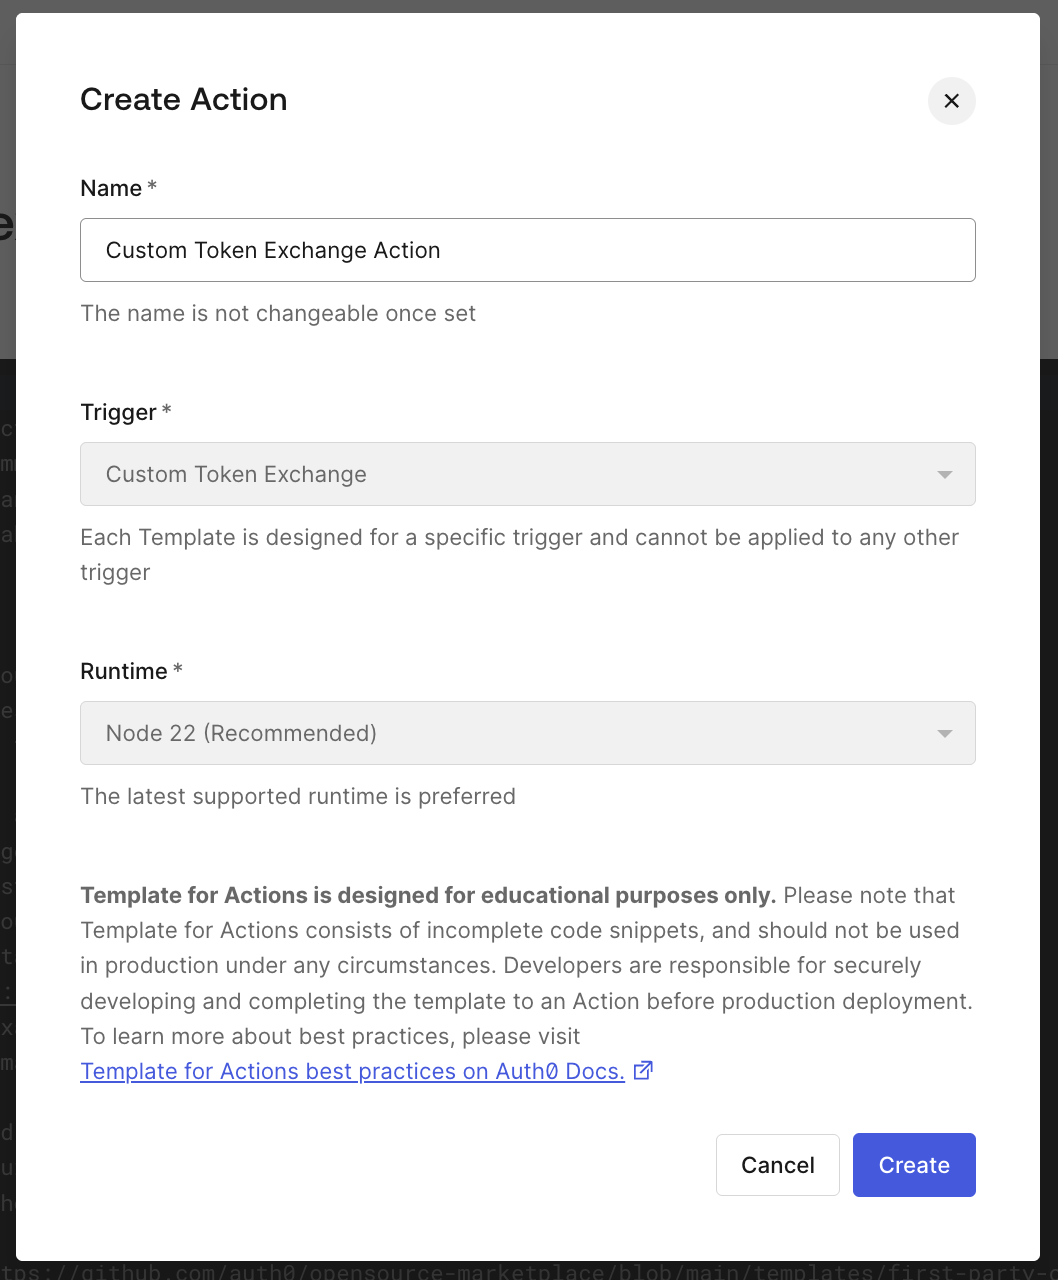 Create Action
Name *
Custom Token Exchange Action
The name is not changeable once set
Trigger *
Custom Token Exchange
Each Template is designed for a specific trigger and cannot be applied to any other
trigger
Runtime *
Node 22 (Recommended)
The latest supported runtime is preferred
Template for Actions is designed for educational purposes only. Please note that
Template for Actions consists of incomplete code snippets, and should not be used
in production under any circumstances. Developers are responsible for securely
developing and completing the template to an Action before production deployment.
To learn more about best practices, please visit
Template for Actions best practices on Auth0 Docs.
Cancel
Create
tps://github.com/auth0/opensource-marketplace/blob/main/templates/first-party-